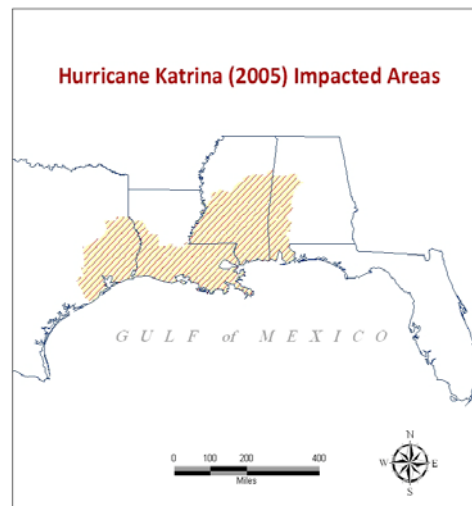 Hurricane Katrina (2005) Impacted Areas
GULF of MEXICO
0 100 200 400
Miles
N
W E
S